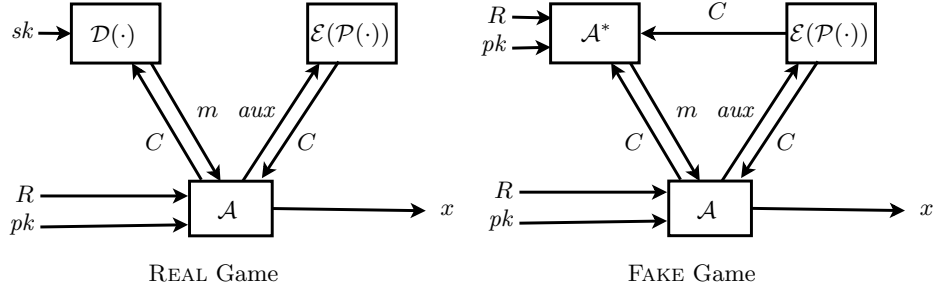 sk
D(·)
E(P(·))
m
aux
C
C
R
pk
A
x
REAL Game
R
pk
A*
C
E(P(·))
m
aux
C
C
R
pk
A
x
FAKE Game